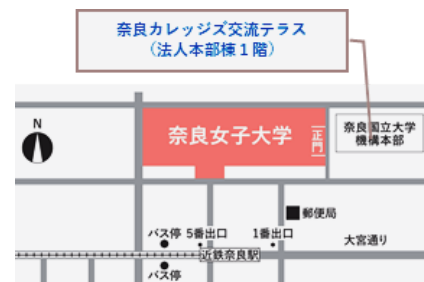 奈良カレッジズ交流テラス
（法人本部棟１階）
N
奈良女子大学
正門
奈良国立大学
機構本部
郵便局
バス停
5番出口
1番出口
大宮通り
近鉄奈良駅
バス停